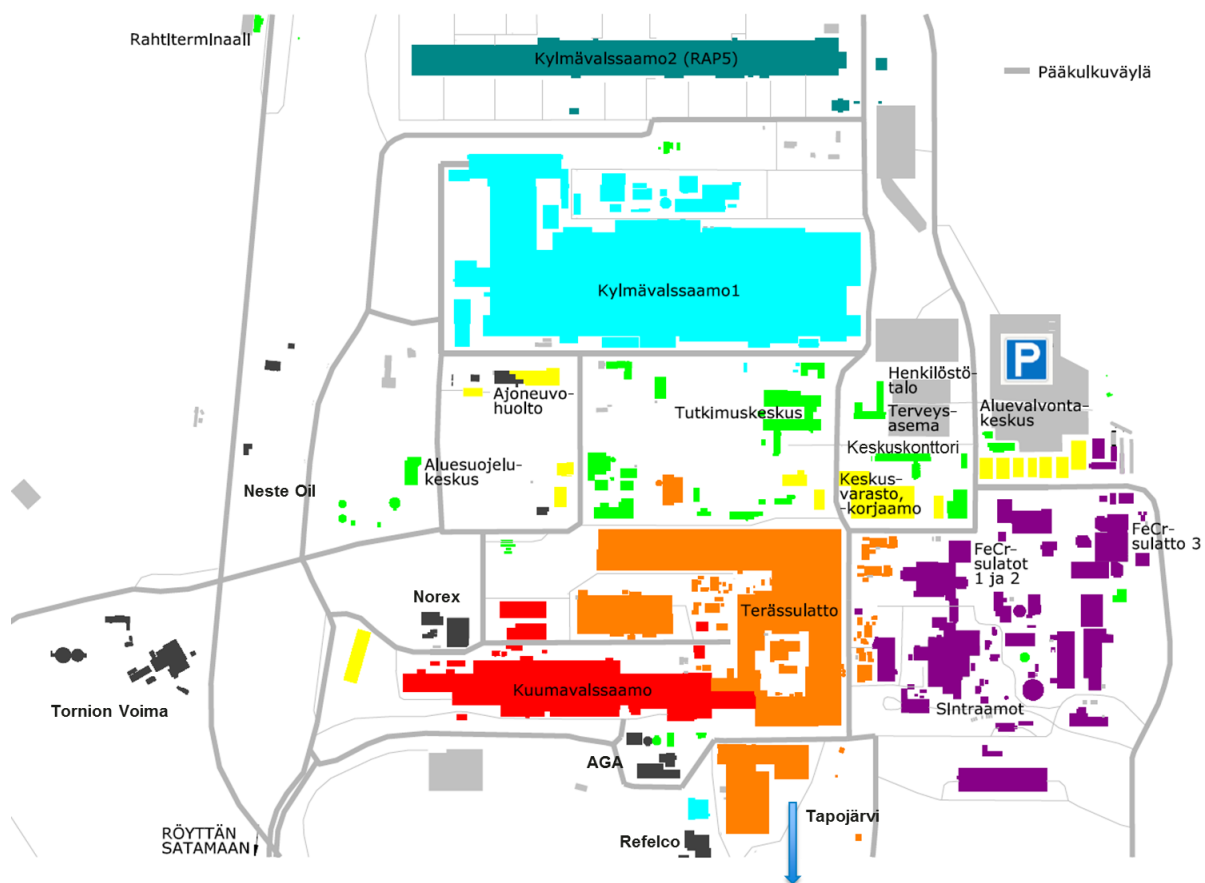 Rahtiterminaali
Kylmävalssaamo2 (RAP5)
Pääkulkuväylä
Kylmävalssaamo1
P
Henkilöstö-
talo
Ajoneuvo-
huolto
Tutkimuskeskus
Terveys-
asema
Aluevalvonta-
keskus
Keskuskonttori
Aluesuojelu-
keskus
Neste Oil
Keskus-
varasto,
-korjaamo
FeCr-
sulatto 3
FeCr-
sulatot
1 ja 2
Norex
Terässulatto
Kuumavalssaamo
Tornion Voima
Sintraamot
AGA
Tapojärvi
RÖYTTÄN
SATAMAAN
Refelco